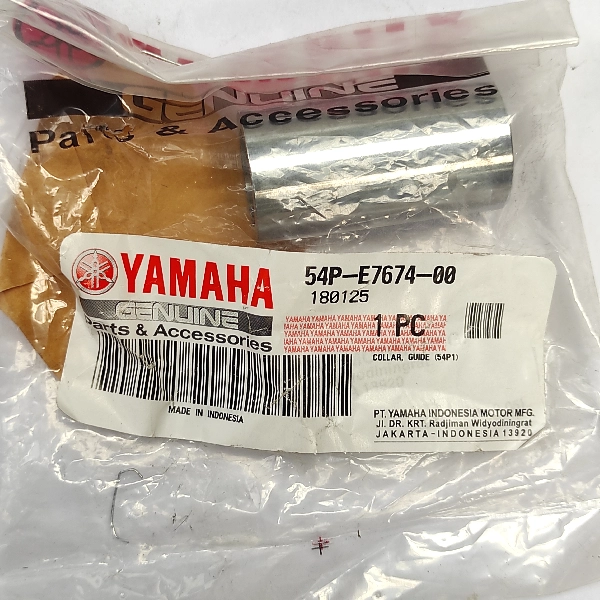 GENUINE
Parts & Accessories
YAMAHA
GENUINE
Parts & Accessories
54P-E7674-00
180125
1 PC
COLLAR, GUIDE (54P1)
MADE IN INDONESIA
PT. YAMAHA INDONESIA MOTOR MFG.
Jl. DR. KRT. Radjiman Widyodiningrat
JAKARTA-INDONESIA 13920